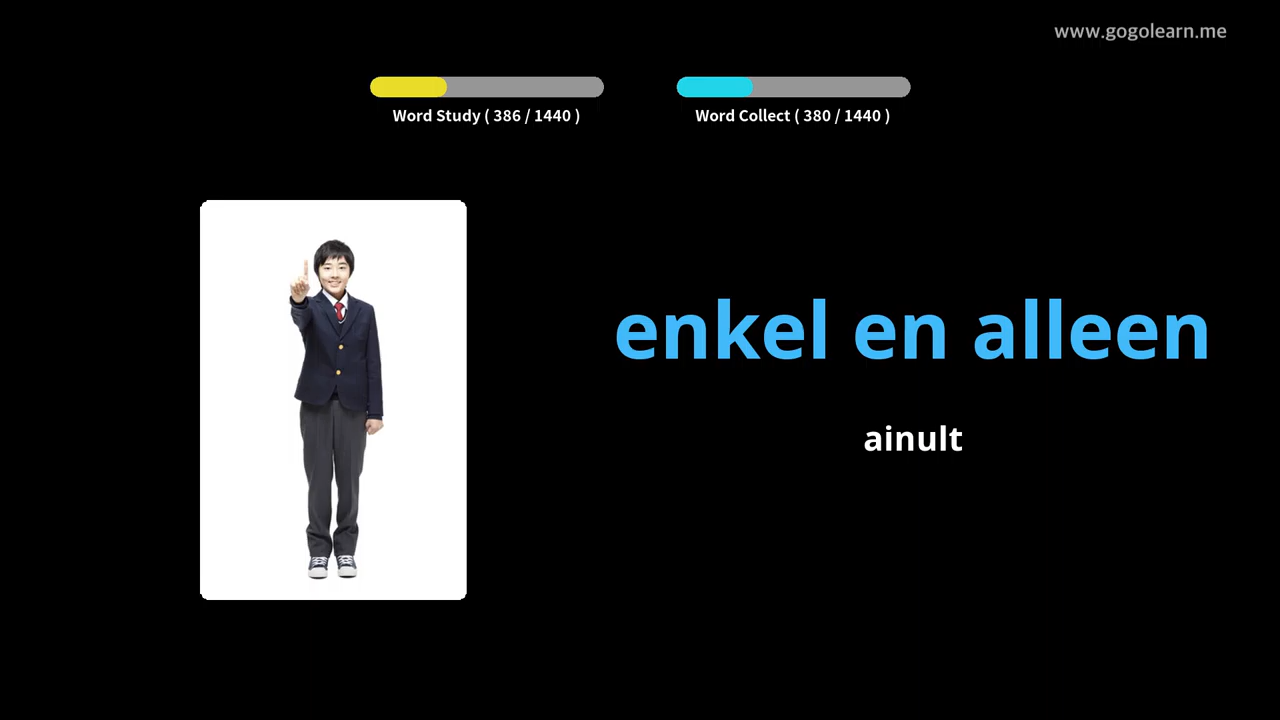 www.gogolearn.me
Word Study ( 386 / 1440 )
Word Collect ( 380 / 1440 )
enkel en alleen
ainult